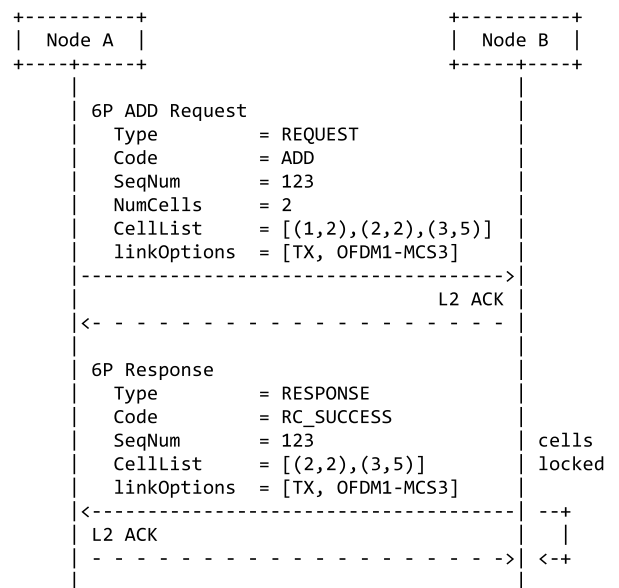 +----------+ +----------+
| Node A | | Node B |
+----+-----+ +-----+----+
| |
| 6P ADD Request |
| Type = REQUEST |
| Code = ADD |
| SeqNum = 123 |
| NumCells = 2 |
| CellList = [(1,2),(2,2),(3,5)] |
| linkOptions = [TX, OFDM1-MCS3] |
|-------------------------------------->|
| L2 ACK |
|<- - - - - - - - - - - - - - - - - - - -|
| |
| 6P Response |
| Type = RESPONSE |
| Code = RC_SUCCESS |
| SeqNum = 123 | cells
| CellList = [(2,2),(3,5)] | locked
| linkOptions = [TX, OFDM1-MCS3] |
|<--------------------------------------| --+
| L2 ACK | |
| - - - - - - - - - - - - - - - - - - - ->| <-+
| |